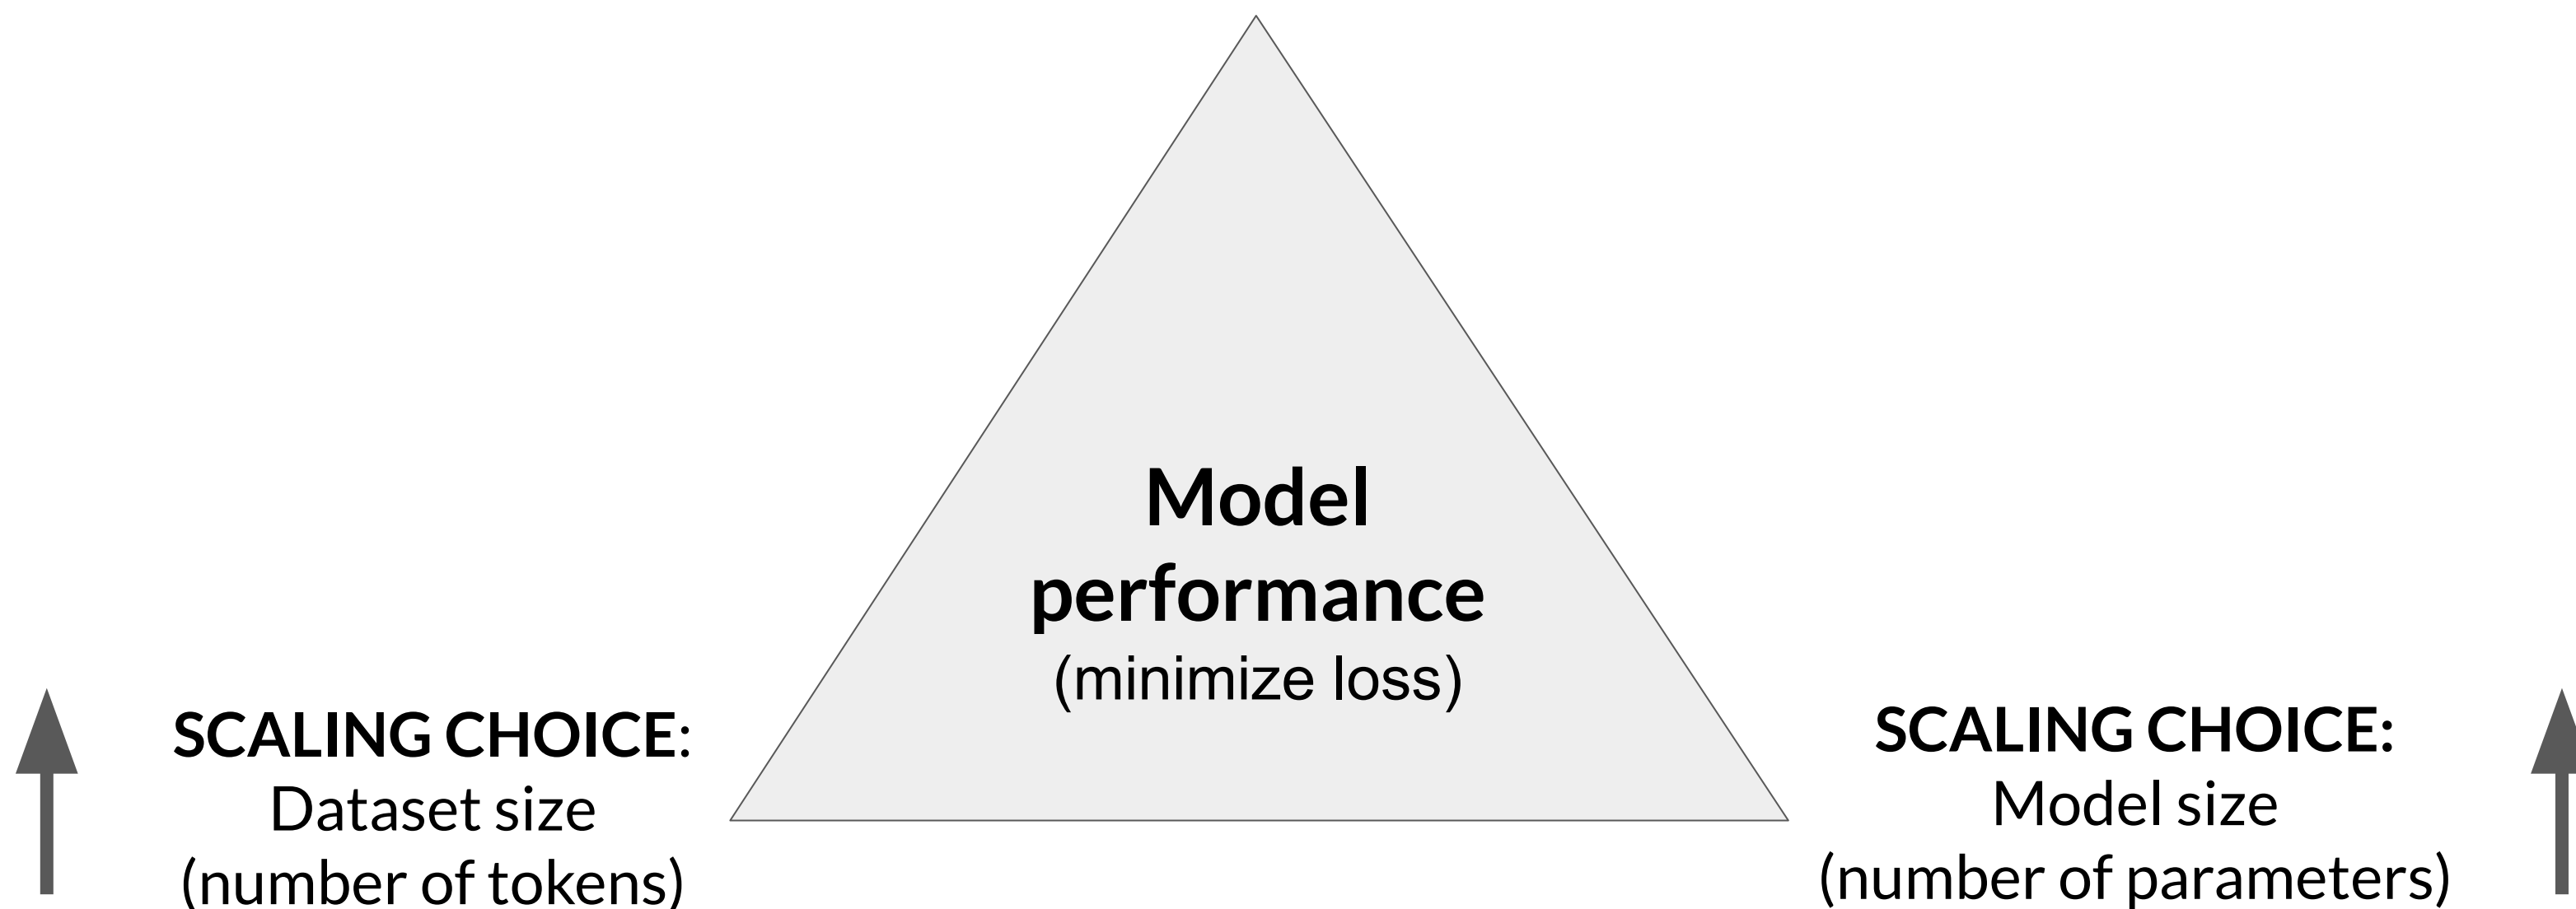 Model
performance
(minimize loss)
SCALING CHOICE:
Dataset size
(number of tokens)
SCALING CHOICE:
Model size
(number of parameters)